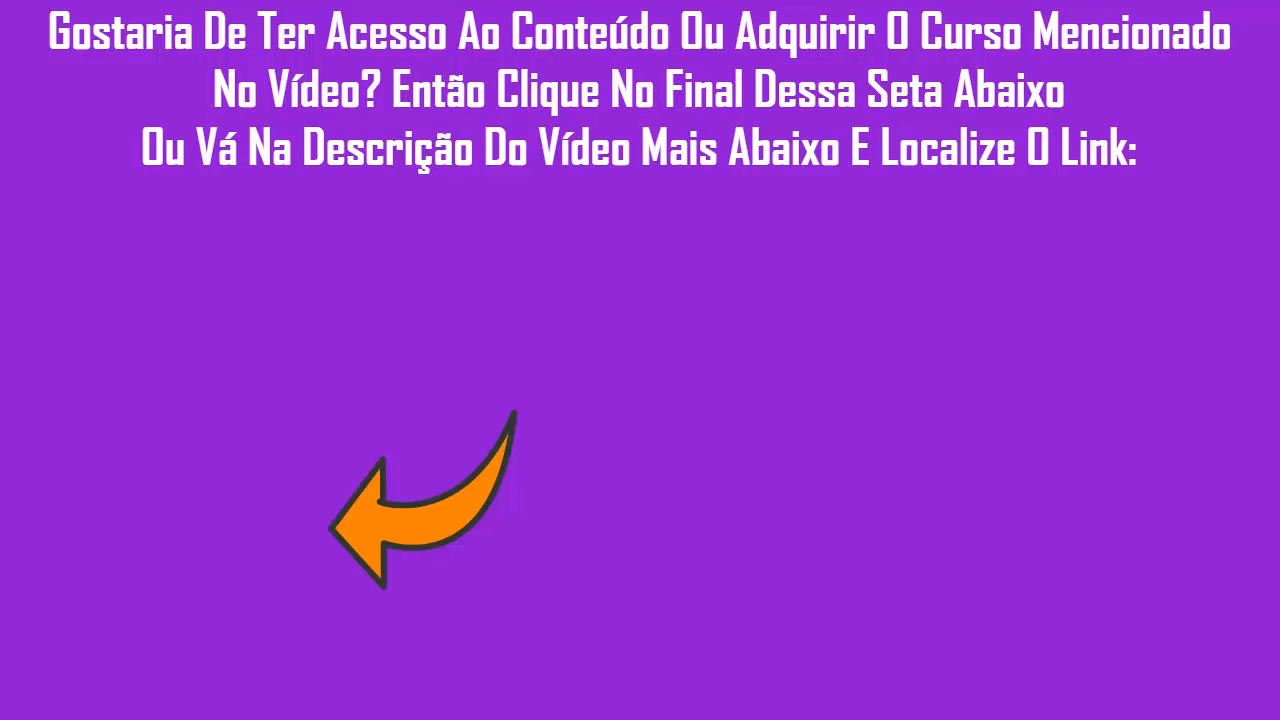 Gostaria De Ter Acesso Ao Conteúdo Ou Adquirir O Curso Mencionado
No Vídeo? Então Clique No Final Dessa Seta Abaixo
Ou Vá Na Descrição Do Vídeo Mais Abaixo E Localize O Link: